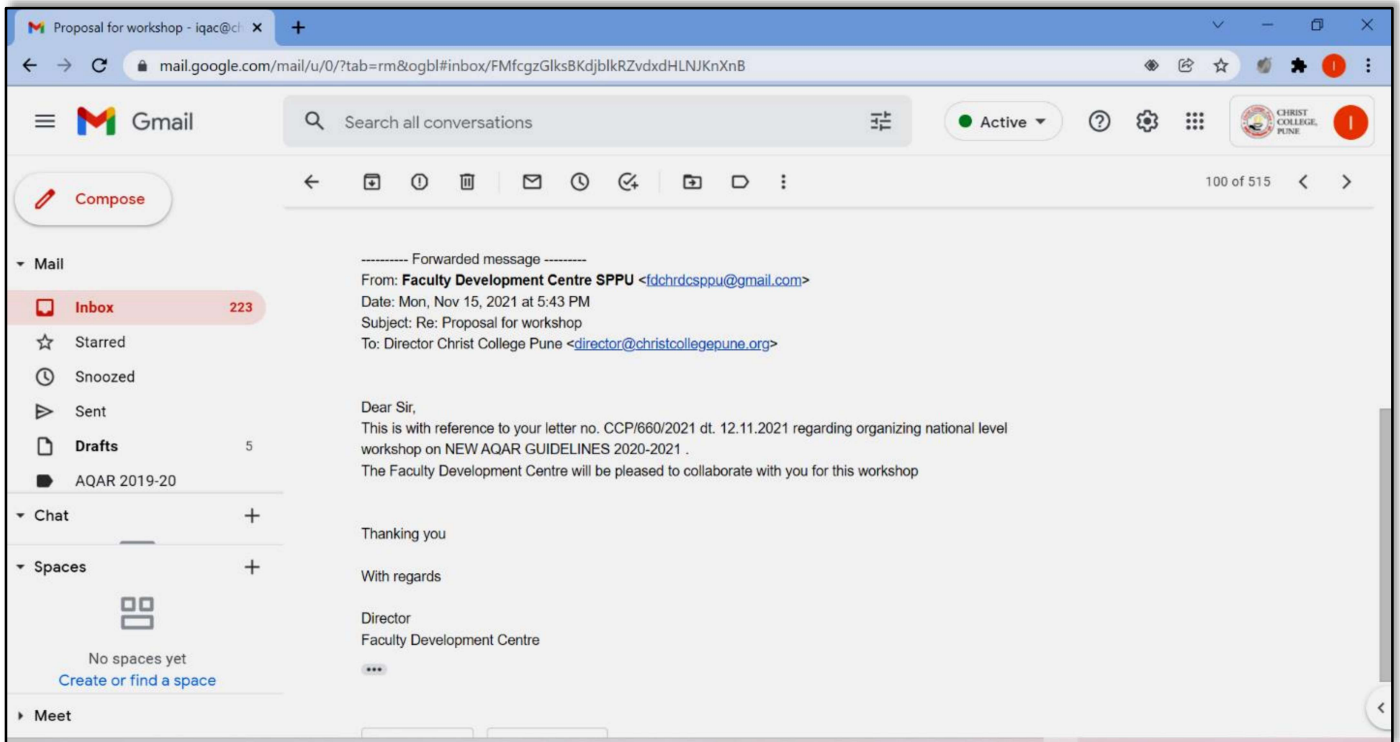 Proposal for workshop - iqac@ch
mail.google.com/mail/u/0/?tab=rm&ogbl#inbox/FMfcgzGlksBKdjblkRZvdxdHLNJKnXnB
Gmail
Search all conversations
Active
CHRIST
COLLEGE,
PUNE
I
Compose
100 of 515
Mail
Inbox 223
Starred
Snoozed
Sent
Drafts 5
AQAR 2019-20
Chat
Spaces
No spaces yet
Create or find a space
Meet
---------- Forwarded message ---------
From: Faculty Development Centre SPPU <fdchrdcsppu@gmail.com>
Date: Mon, Nov 15, 2021 at 5:43 PM
Subject: Re: Proposal for workshop
To: Director Christ College Pune <director@christcollegepune.org>
Dear Sir,
This is with reference to your letter no. CCP/660/2021 dt. 12.11.2021 regarding organizing national level
workshop on NEW AQAR GUIDELINES 2020-2021 .
The Faculty Development Centre will be pleased to collaborate with you for this workshop
Thanking you
With regards
Director
Faculty Development Centre